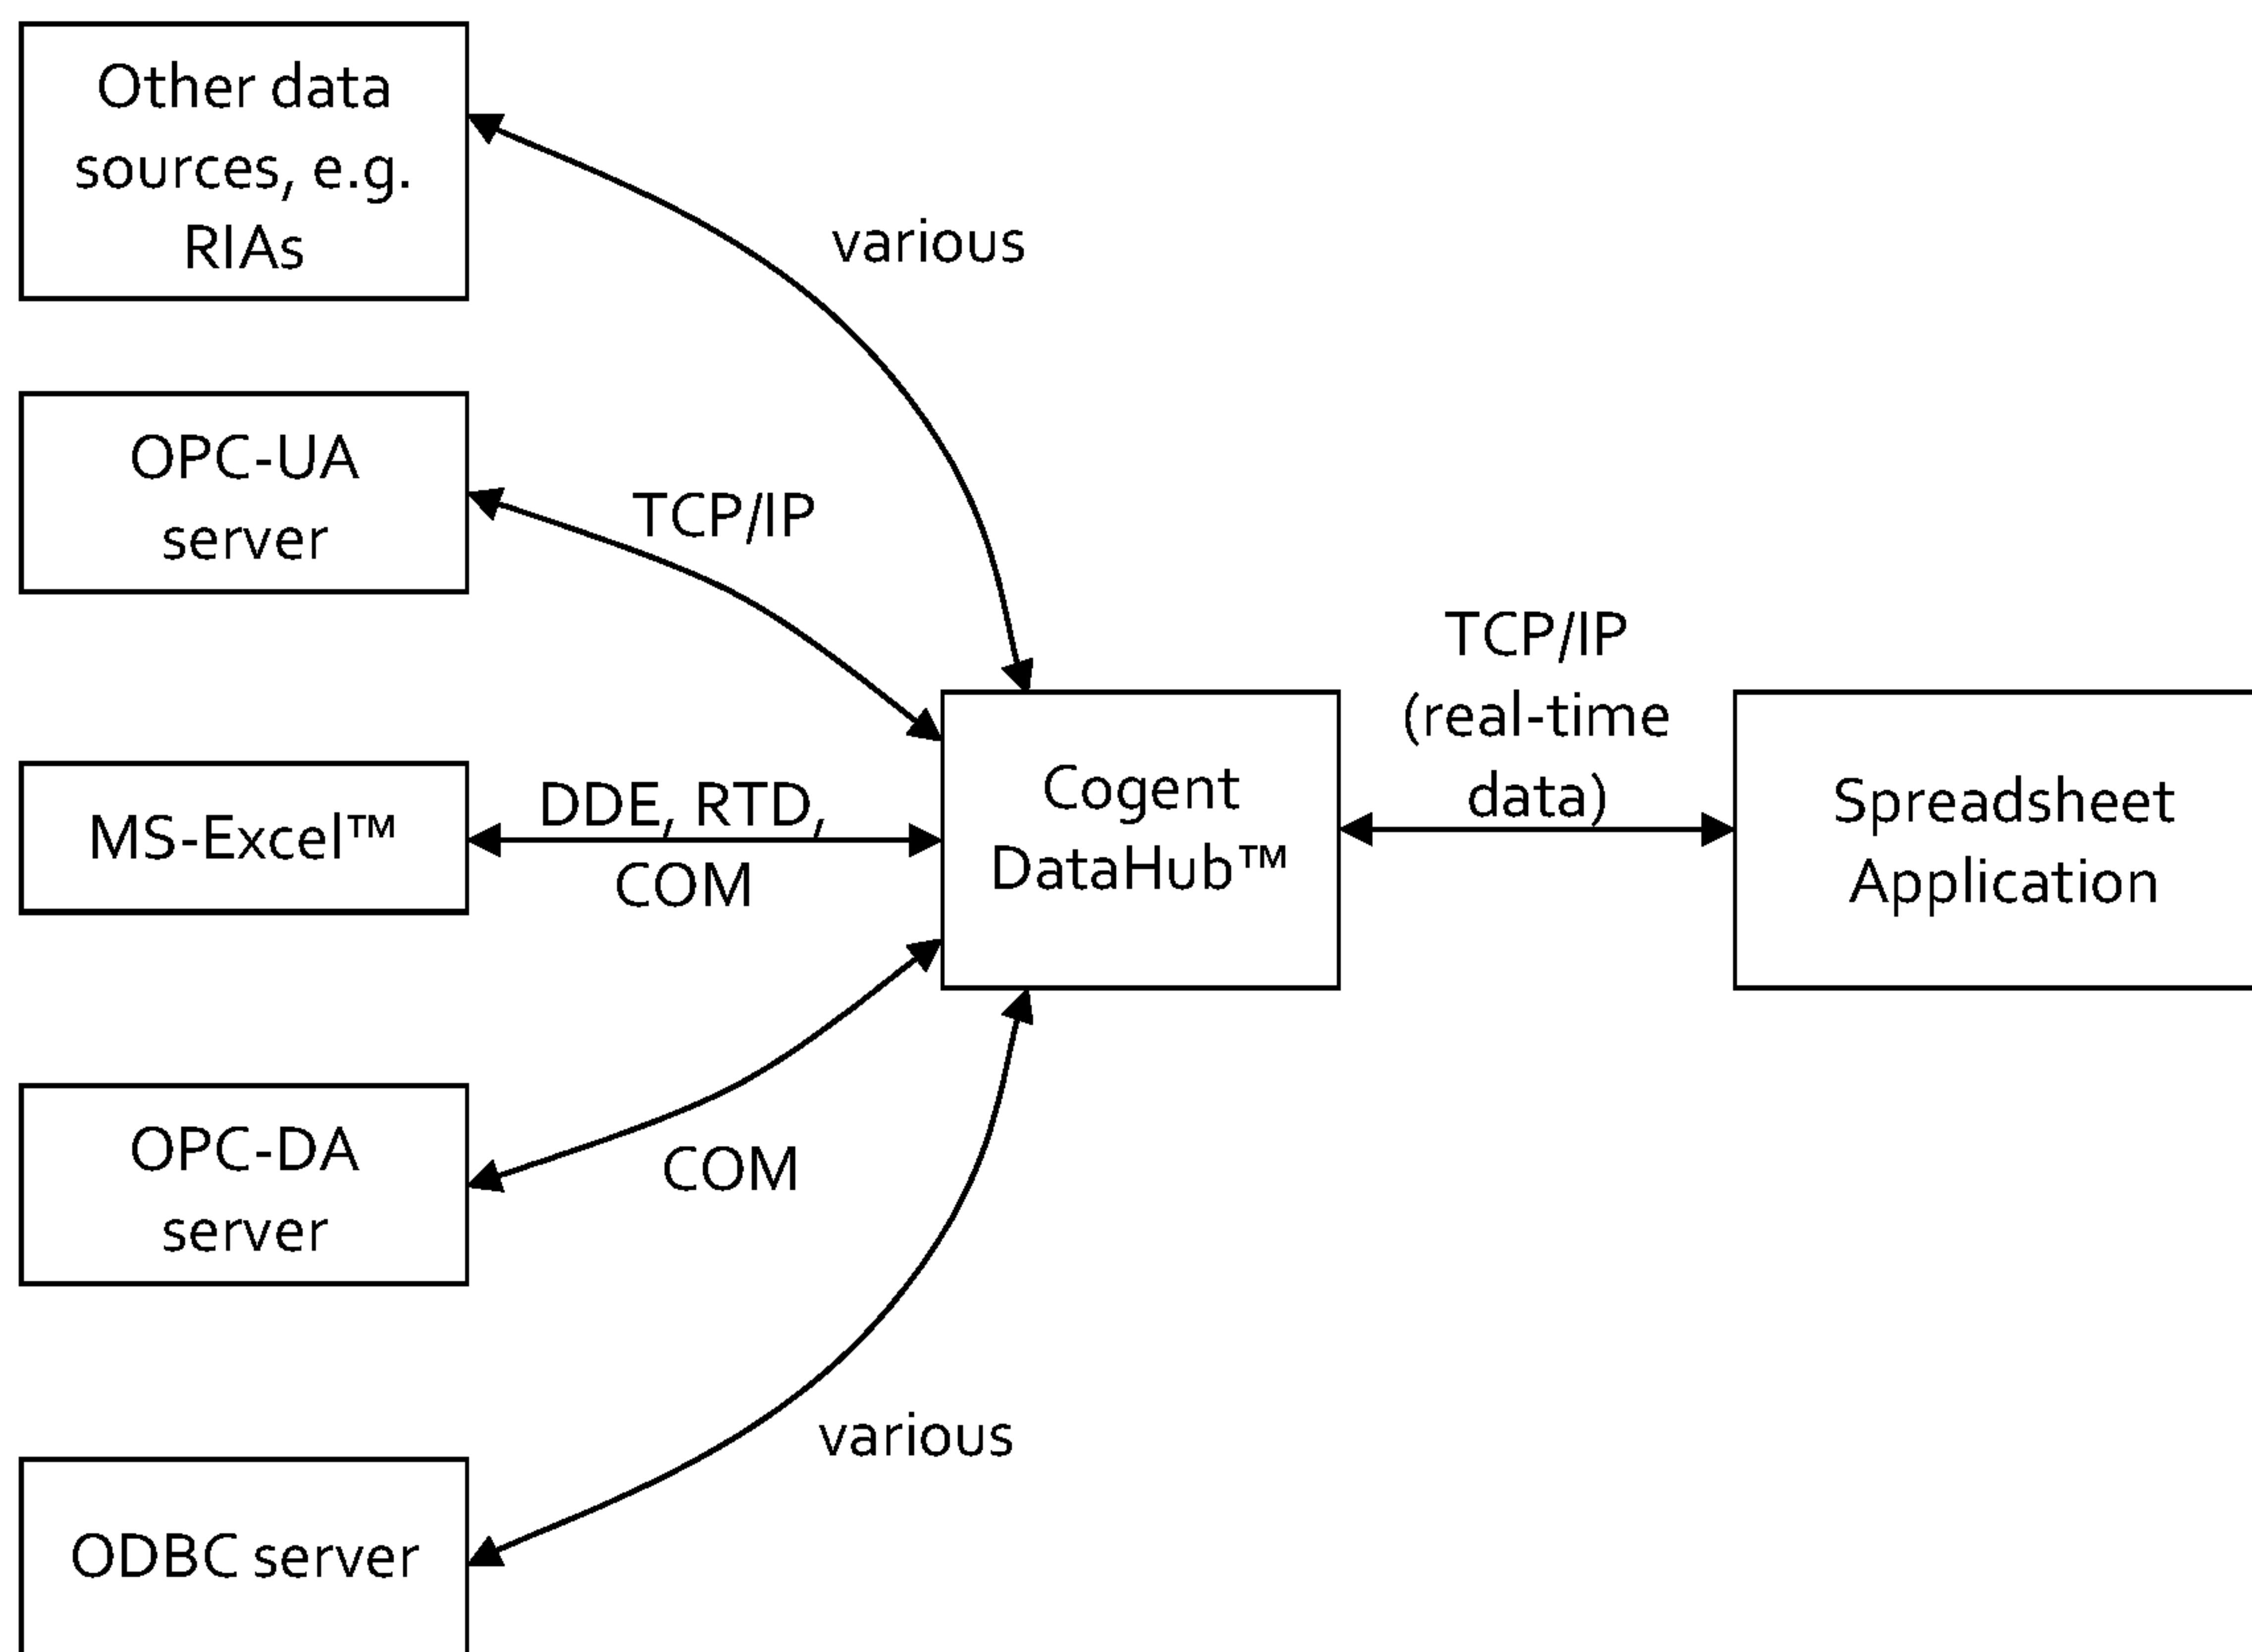 Other data
sources, e.g.
RIAs
various
OPC-UA
server
TCP/IP
MS-Excel™
DDE, RTD,
COM
Cogent
DataHub™
TCP/IP
(real-time
data)
Spreadsheet
Application
OPC-DA
server
COM
various
ODBC server